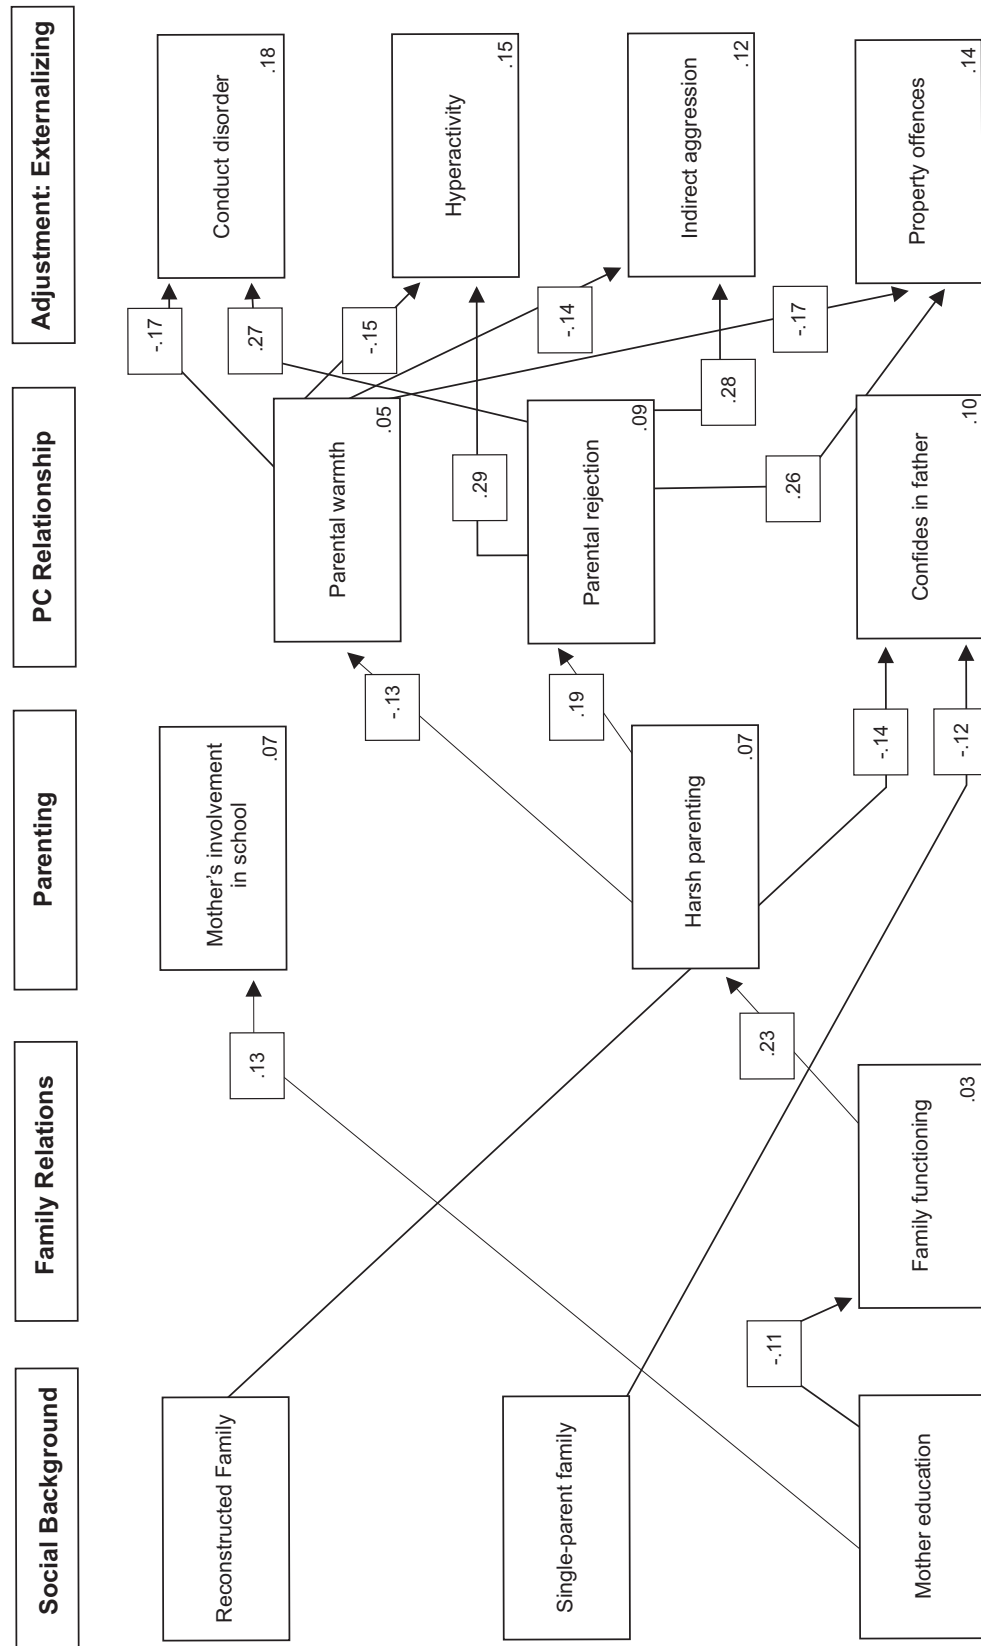 Social Background
Family Relations
Parenting
PC Relationship
Adjustment: Externalizing
Reconstructed Family
Single-parent family
Mother education
-.11
.13
Family functioning
.03
.23
Mother's involvement
in school
.07
Harsh parenting
.07
-.13
.19
-.14
-.12
Parental warmth
.05
Parental rejection
.09
Confides in father
.10
-.17
.27
-.15
.29
-.14
.28
-.17
.26
Conduct disorder
.18
Hyperactivity
.15
Indirect aggression
.12
Property offences
.14